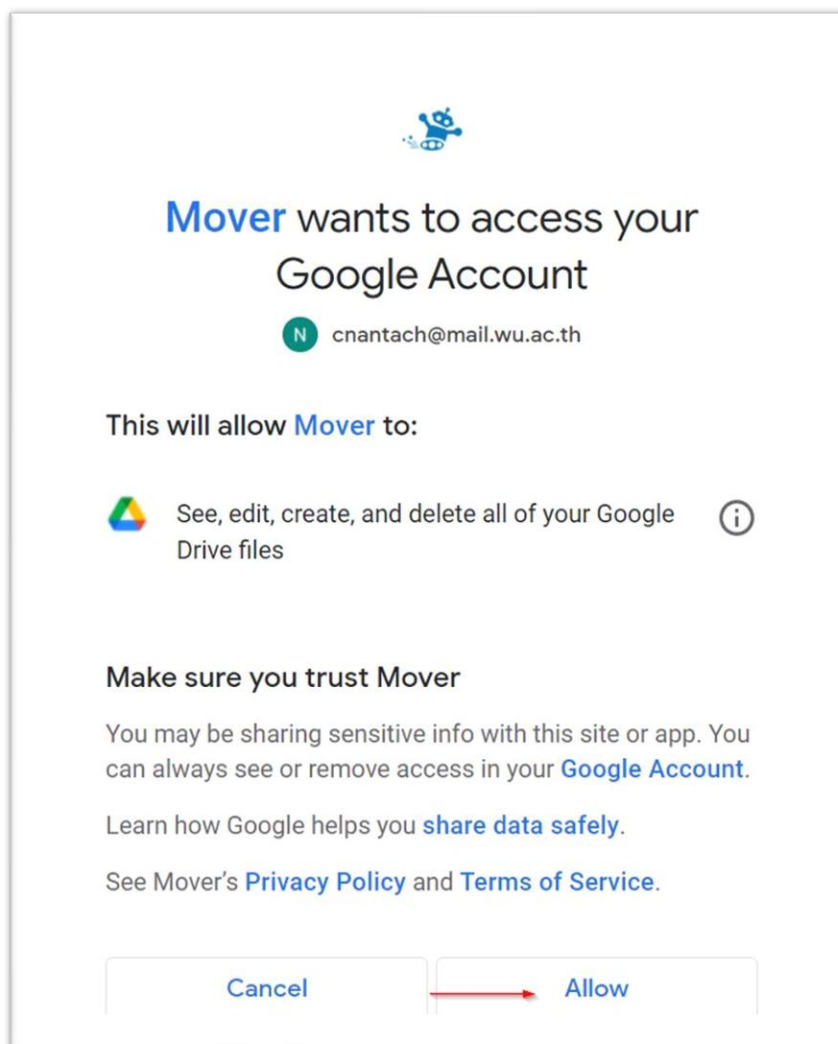 Mover wants to access your
Google Account
N cnantach@mail.wu.ac.th
This will allow Mover to:
See, edit, create, and delete all of your Google
Drive files
Make sure you trust Mover
You may be sharing sensitive info with this site or app. You
can always see or remove access in your Google Account.
Learn how Google helps you share data safely.
See Mover's Privacy Policy and Terms of Service.
Cancel Allow